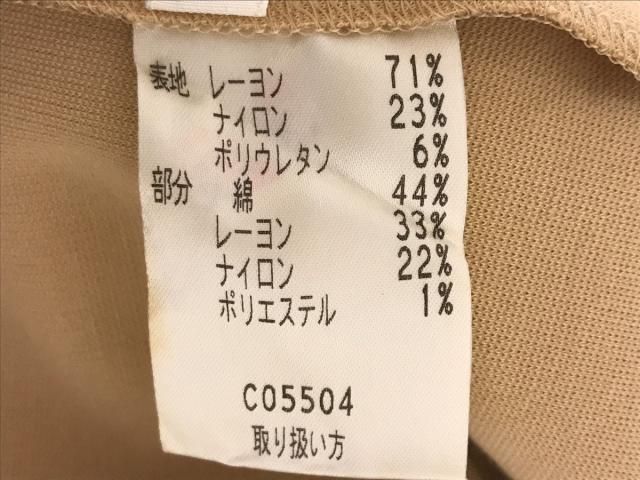 表地 レーヨン 71%
ナイロン 23%
ポリウレタン 6%
部分 綿 44%
レーヨン 33%
ナイロン 22%
ポリエステル 1%
C05504
取り扱い方